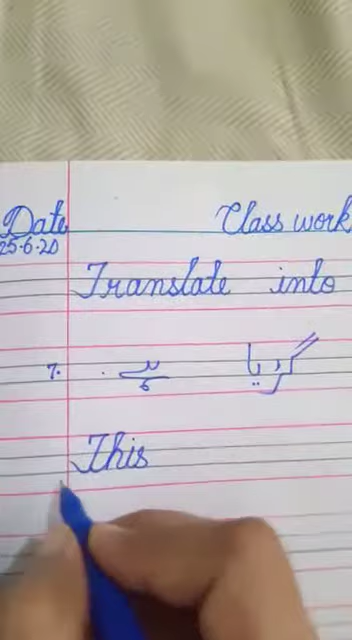 Date Class work
25.6.20
Translate into
7. گڑیا
This